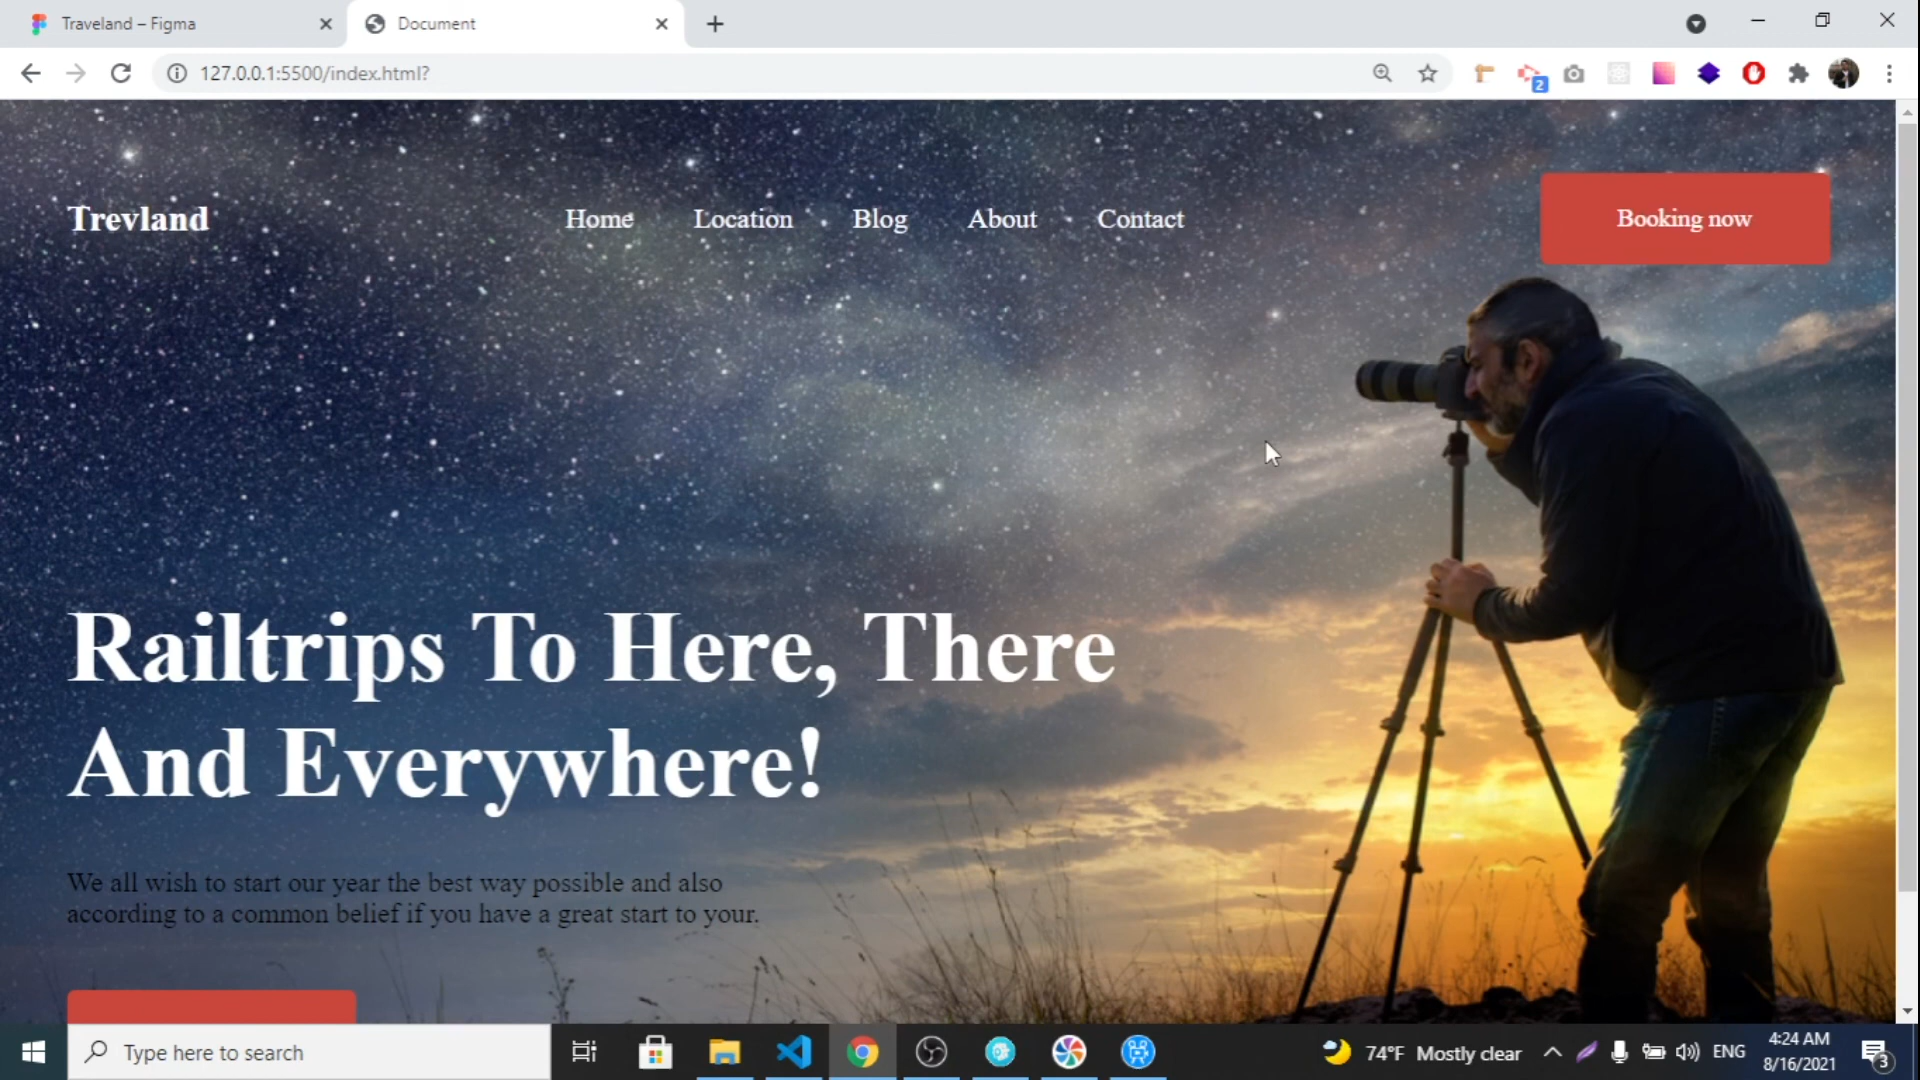 Traveland – Figma
Document
127.0.0.1:5500/index.html?
2
Trevland
Home
Location
Blog
About
Contact
Booking now
Railtrips To Here, There
And Everywhere!
We all wish to start our year the best way possible and also
according to a common belief if you have a great start to your.
Type here to search
74°F Mostly clear
ENG
4:24 AM
8/16/2021
3